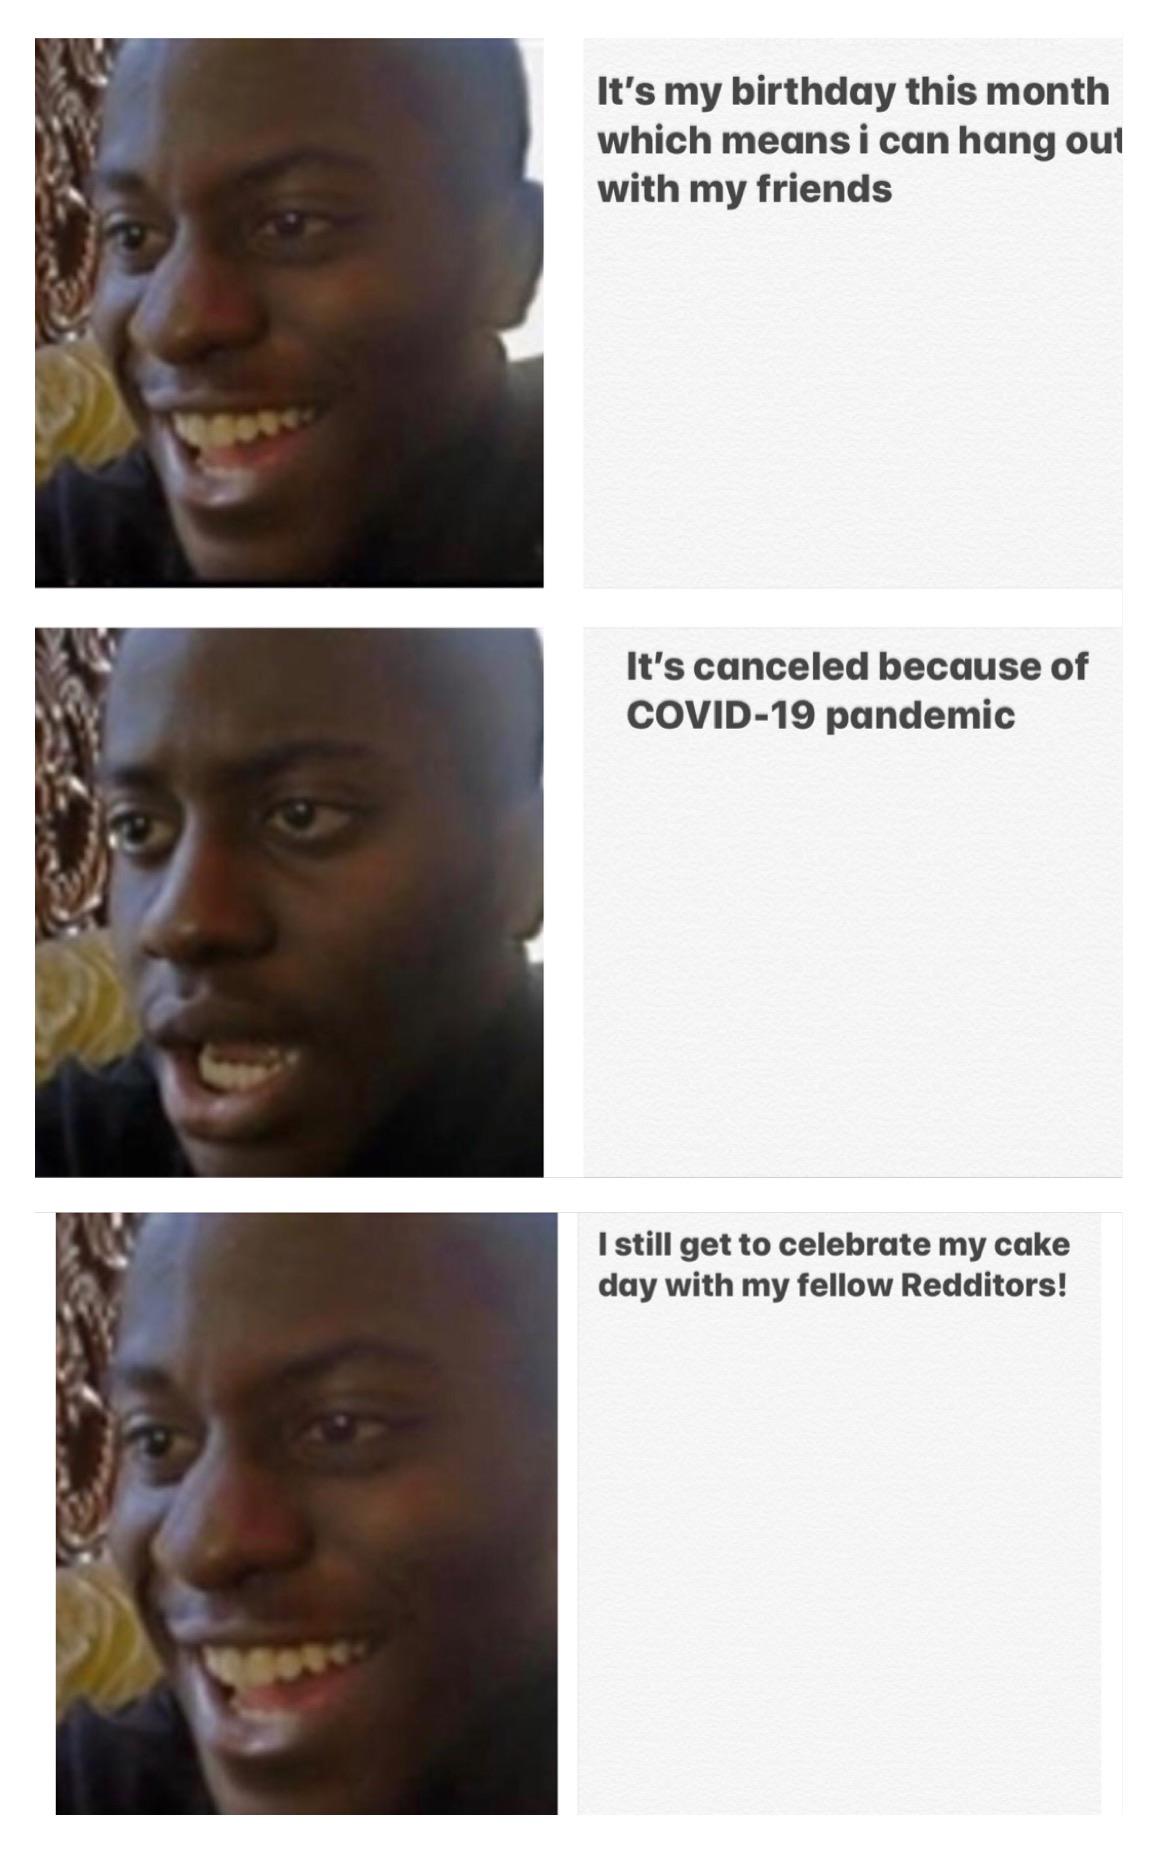 It's my birthday this month
which means i can hang out
with my friends
It's canceled because of
COVID-19 pandemic
I still get to celebrate my cake
day with my fellow Redditors!